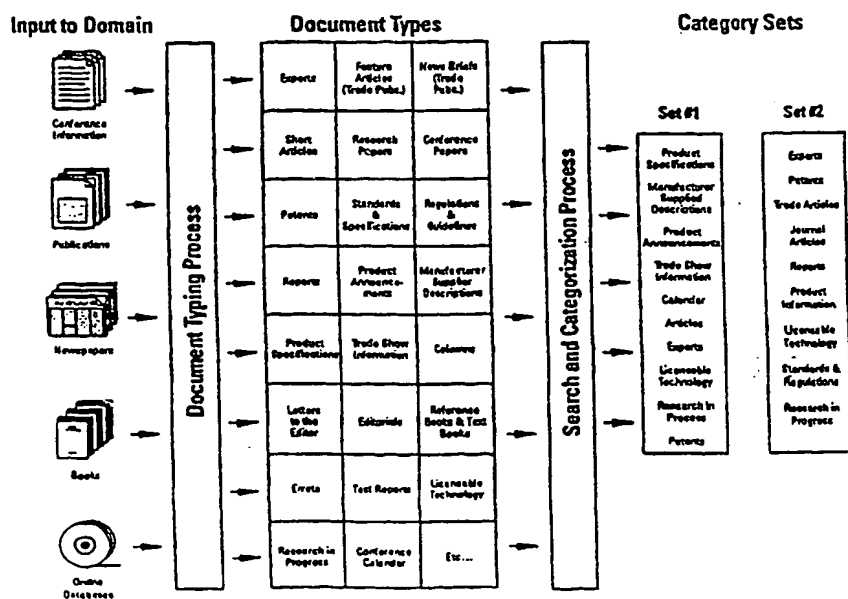 Input to Domain
Document Types
Category Sets
Conference
Information
Publications
Newspapers
Books
Online
Databases
Document Typing Process
Experts
Feature
Articles
(Trade Pubs.)
News Briefs
(Trade
Pubs.)
Short
Articles
Research
Papers
Conference
Papers
Patents
Standards
&
Specifications
Regulations
&
Guidelines
Reports
Product
Announce-
ments
Manufacturer
Supplier
Descriptions
Product
Specifications
Trade Show
Information
Columns
Letters
to the
Editor
Editorials
Reference
Books & Text
Books
Errata
Test Reports
Licensable
Technology
Research in
Progress
Conference
Calendar
Etc...
Search and Categorization Process
Set #1
Product
Specifications
Manufacturer
Supplied
Descriptions
Product
Announcements
Trade Show
Information
Calendar
Articles
Experts
Licenseable
Technology
Research In
Process
Patents
Set #2
Experts
Patents
Trade Articles
Journal
Articles
Reports
Product
Information
Licensable
Technology
Standards &
Regulations
Research in
Progress